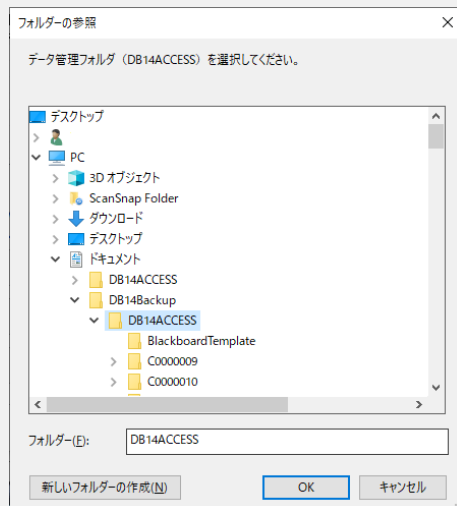 フォルダーの参照
データ管理フォルダ（DB14ACCESS）を選択してください。
デスクトップ
PC
3D オブジェクト
ScanSnap Folder
ダウンロード
デスクトップ
ドキュメント
DB14ACCESS
DB14Backup
DB14ACCESS
BlackboardTemplate
C0000009
C0000010
フォルダー(F): DB14ACCESS
新しいフォルダーの作成(N) OK キャンセル